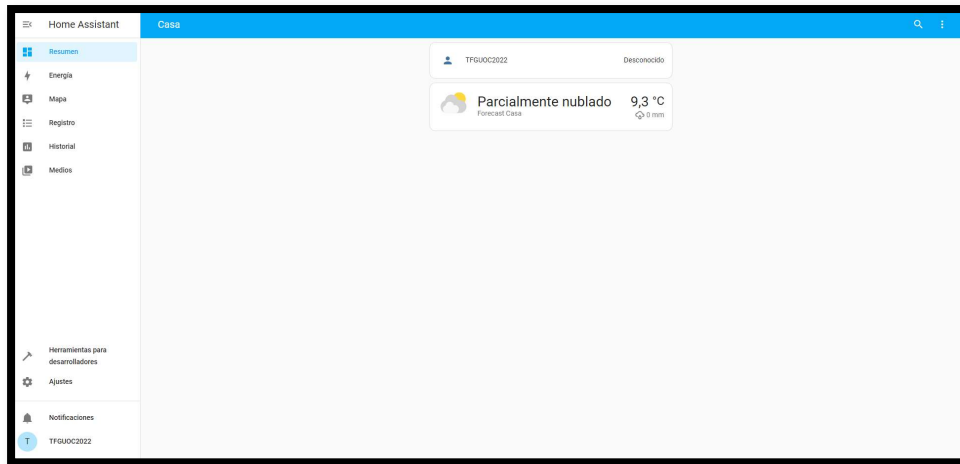 Home Assistant
Casa
Resumen
Energía
Mapa
Registro
Historial
Medios
TFGUOC2022 Desconocido
Parcialmente nublado 9,3 °C
Forecast Casa 0 mm
Herramientas para
desarrolladores
Ajustes
Notificaciones
T TFGUOC2022